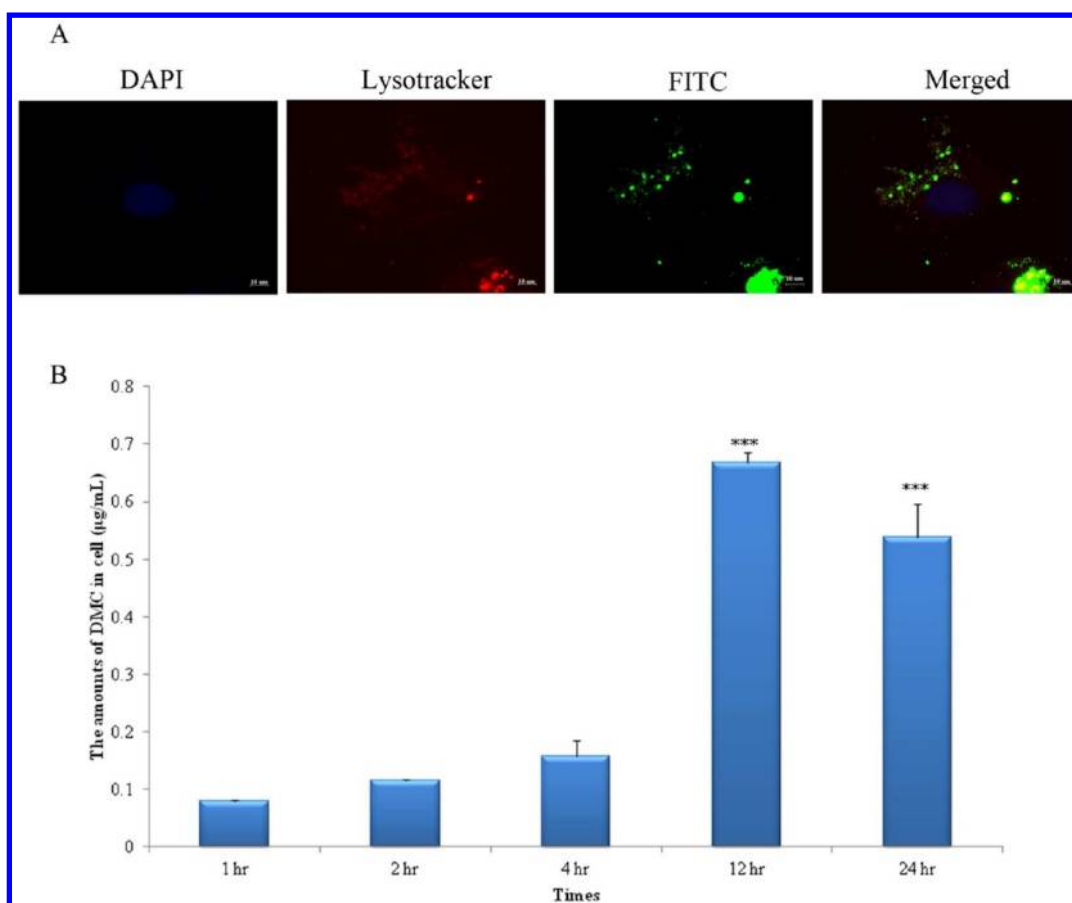 A
DAPI Lysotracker FITC Merged
B
The amounts of DMC in cell (µg/mL)
0.8
0.7
0.6
0.5
0.4
0.3
0.2
0.1
0
*** ***
1 hr 2 hr 4 hr 12 hr 24 hr
Times